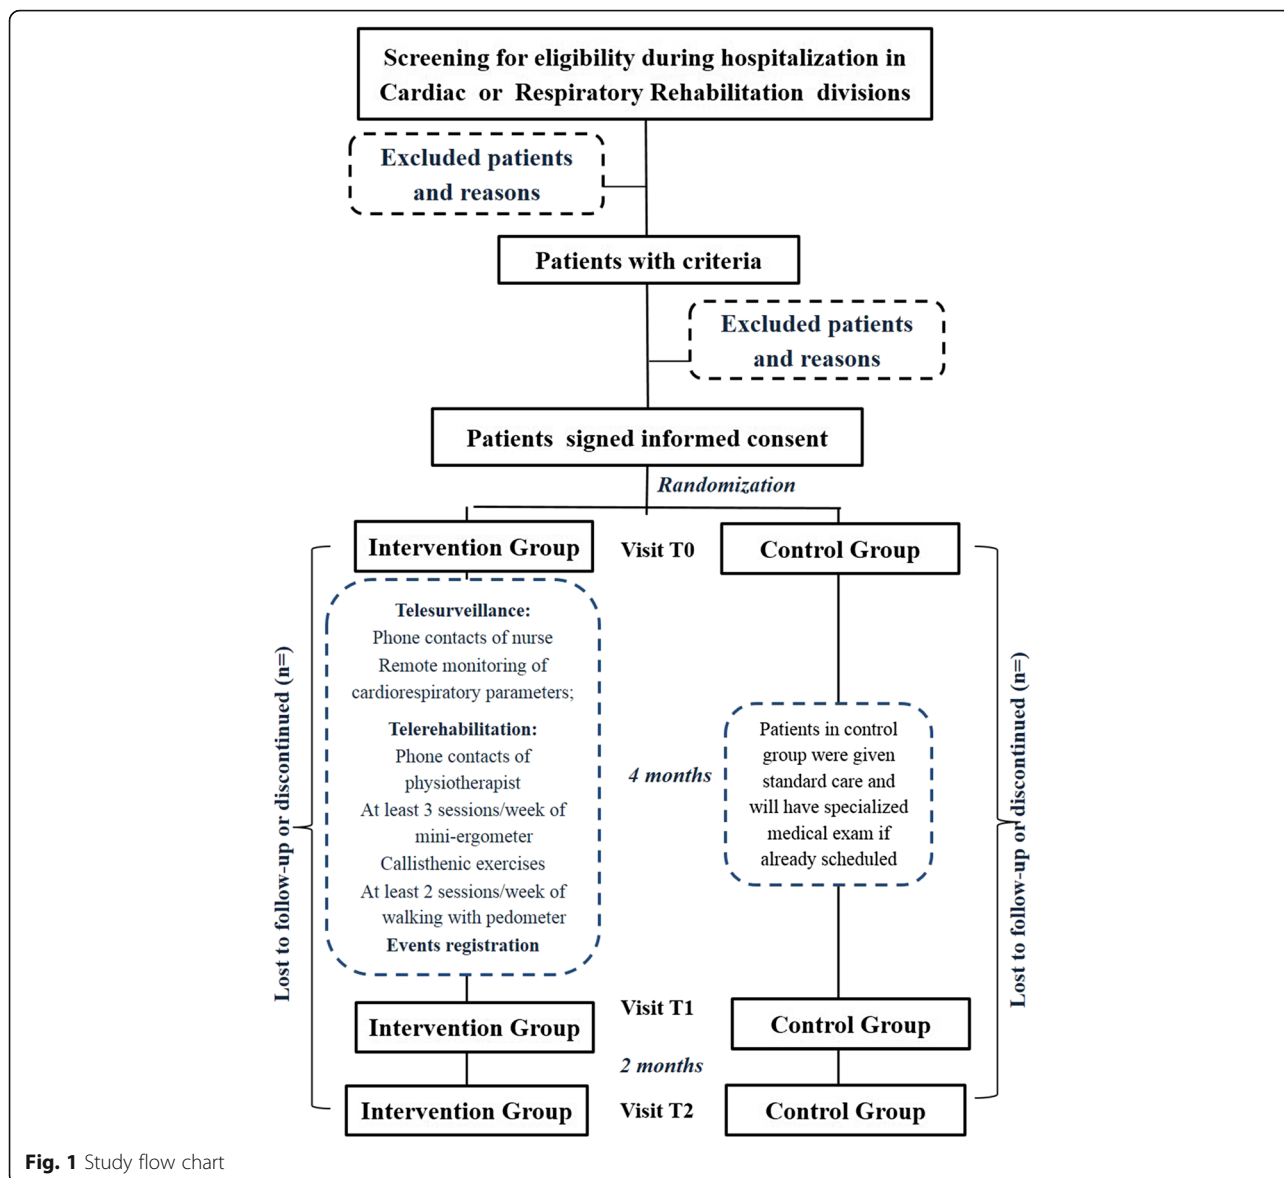 Screening for eligibility during hospitalization in
Cardiac or Respiratory Rehabilitation divisions
Excluded patients
and reasons
Patients with criteria
Excluded patients
and reasons
Patients signed informed consent
Randomization
Intervention Group
Visit T0
Control Group
Lost to follow-up or discontinued (n=)
Telesurveillance:
Phone contacts of nurse
Remote monitoring of
cardiorespiratory parameters;
Telerehabilitation:
Phone contacts of
physiotherapist
At least 3 sessions/week of
mini-ergometer
Callisthenic exercises
At least 2 sessions/week of
walking with pedometer
Events registration
4 months
Patients in control
group were given
standard care and
will have specialized
medical exam if
already scheduled
Lost to follow-up or discontinued (n=)
Intervention Group
Visit T1
Control Group
2 months
Intervention Group
Visit T2
Control Group
Fig. 1 Study flow chart